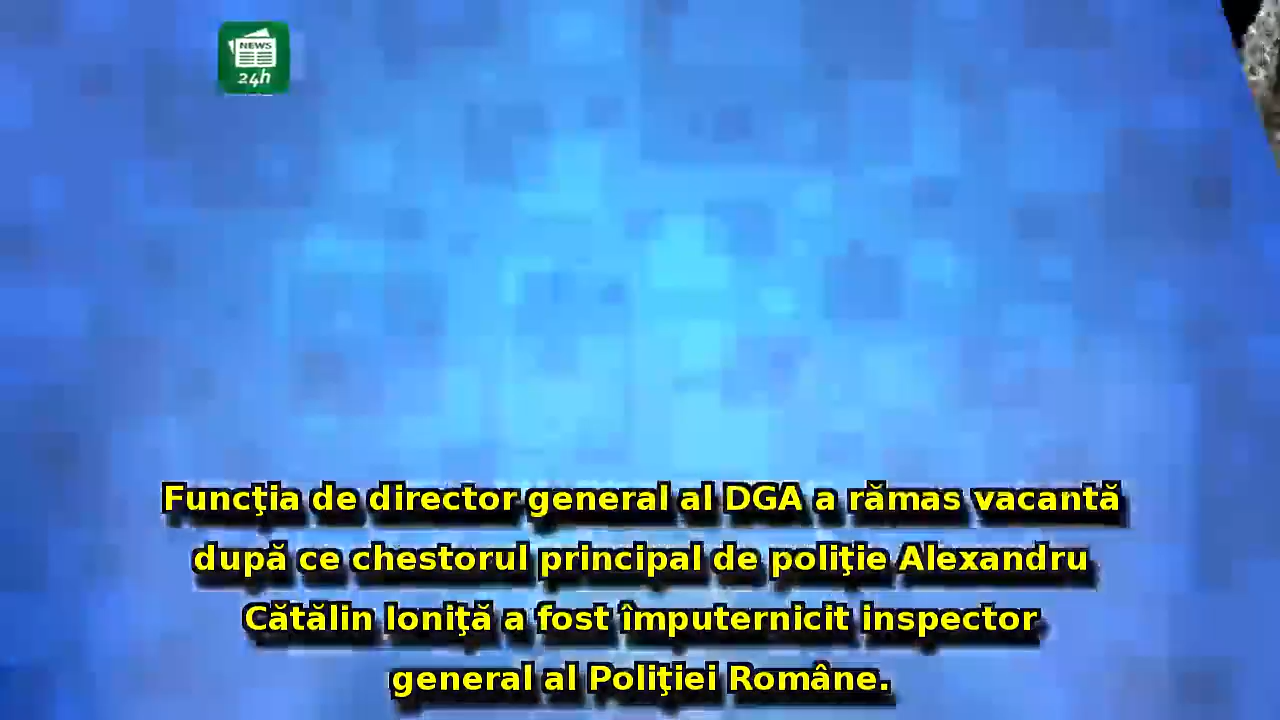 NEWS
24h
Funcţia de director general al DGA a rămas vacantă
după ce chestorul principal de poliţie Alexandru
Cătălin Ioniţă a fost împuternicit inspector
general al Poliţiei Române.